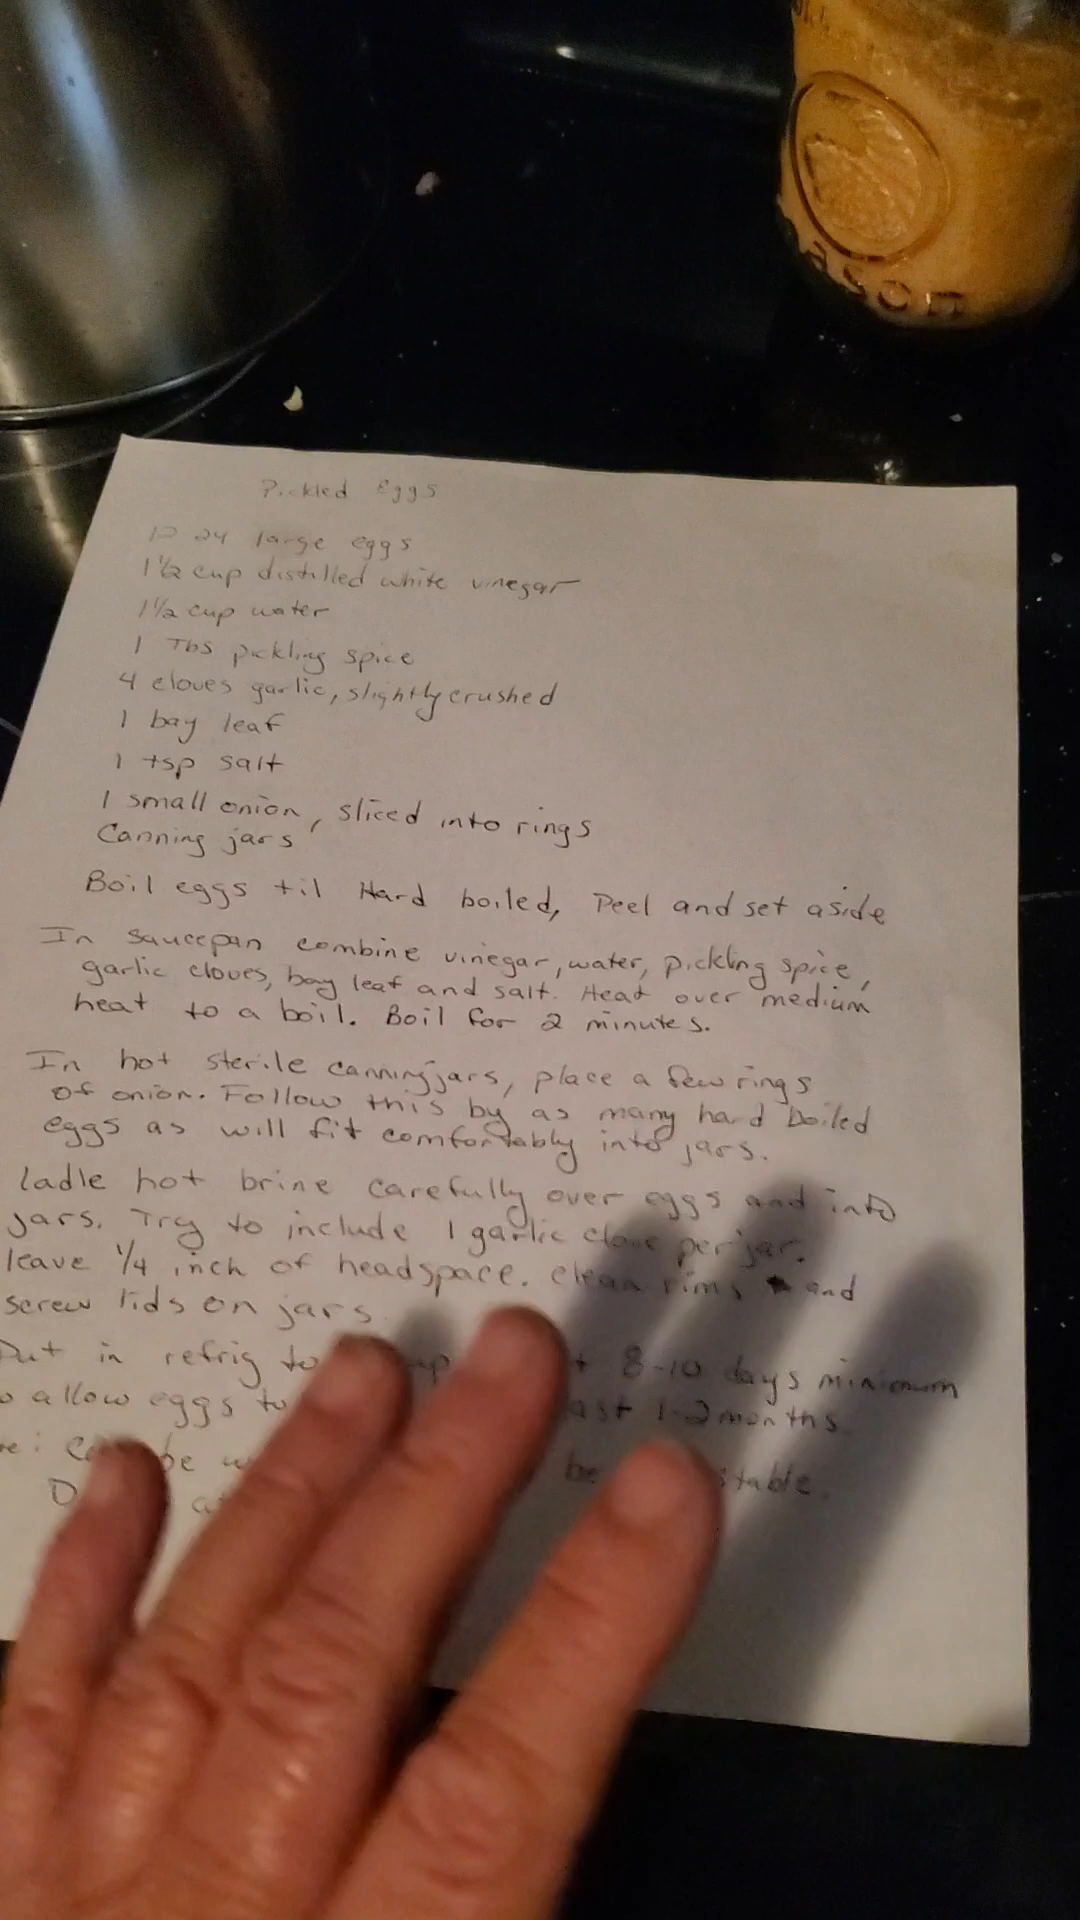 MASON
Pickled eggs
12-24 large eggs
1 1/2 cup distilled white vinegar
1 1/2 cup water
1 Tbs pickling spice
4 cloves garlic, slightly crushed
1 bay leaf
1 tsp salt
1 small onion, sliced into rings
Canning jars
Boil eggs til Hard boiled, Peel and set aside
In saucepan combine vinegar, water, pickling spice,
garlic cloves, bay leaf and salt. Heat over medium
heat to a boil. Boil for 2 minutes.
In hot sterile canning jars, place a few rings
of onion. Follow this by as many hard boiled
eggs as will fit comfortably into jars.
ladle hot brine carefully over eggs and into
jars. Try to include 1 garlic clove per jar.
leave 1/4 inch of headspace. clean rims and
screw lids on jars
Put in refrig 8-10 days minimum
allow eggs to 1-2 months.
be stable.